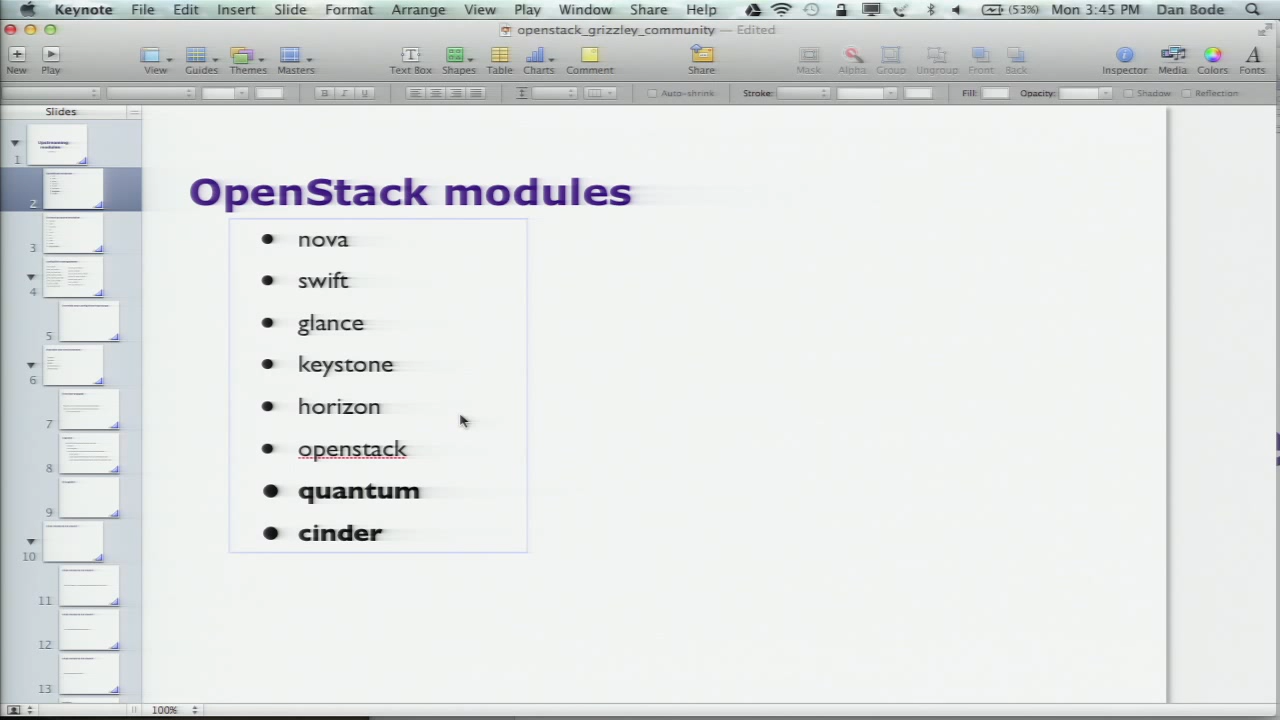 Keynote File Edit Insert Slide Format Arrange View Play Window Share Help (53%) Mon 3:45 PM Dan Bode
openstack_grizzley_community — Edited
New Play View Guides Themes Masters Text Box Shapes Table Charts Comment Share Mask Alpha Group Ungroup Front Back Inspector Media Colors Fonts
B I U Auto-shrink Stroke: Fill: Opacity: Shadow Reflection
Slides
1
2
3
4
5
6
7
8
9
10
11
12
13
OpenStack modules
• nova
• swift
• glance
• keystone
• horizon
• openstack
• quantum
• cinder
100%